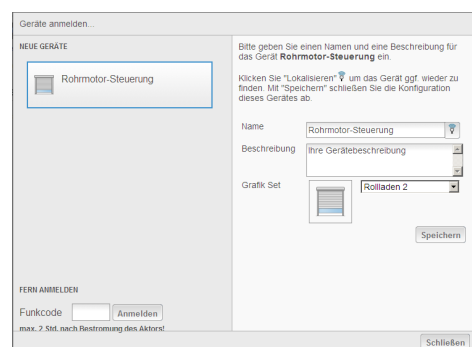 Geräte anmelden...
NEUE GERÄTE
Rohrmotor-Steuerung
FERN ANMELDEN
Funkcode
Anmelden
max. 2 Std. nach Bestromung des Aktors!
Bitte geben Sie einen Namen und eine Beschreibung für
das Gerät Rohrmotor-Steuerung ein.
Klicken Sie "Lokalisieren" um das Gerät ggf. wieder zu
finden. Mit "Speichern" schließen Sie die Konfiguration
dieses Gerätes ab.
Name
Rohrmotor-Steuerung
Beschreibung
Ihre Gerätebeschreibung
Grafik Set
Rollladen 2
Speichern
Schließen